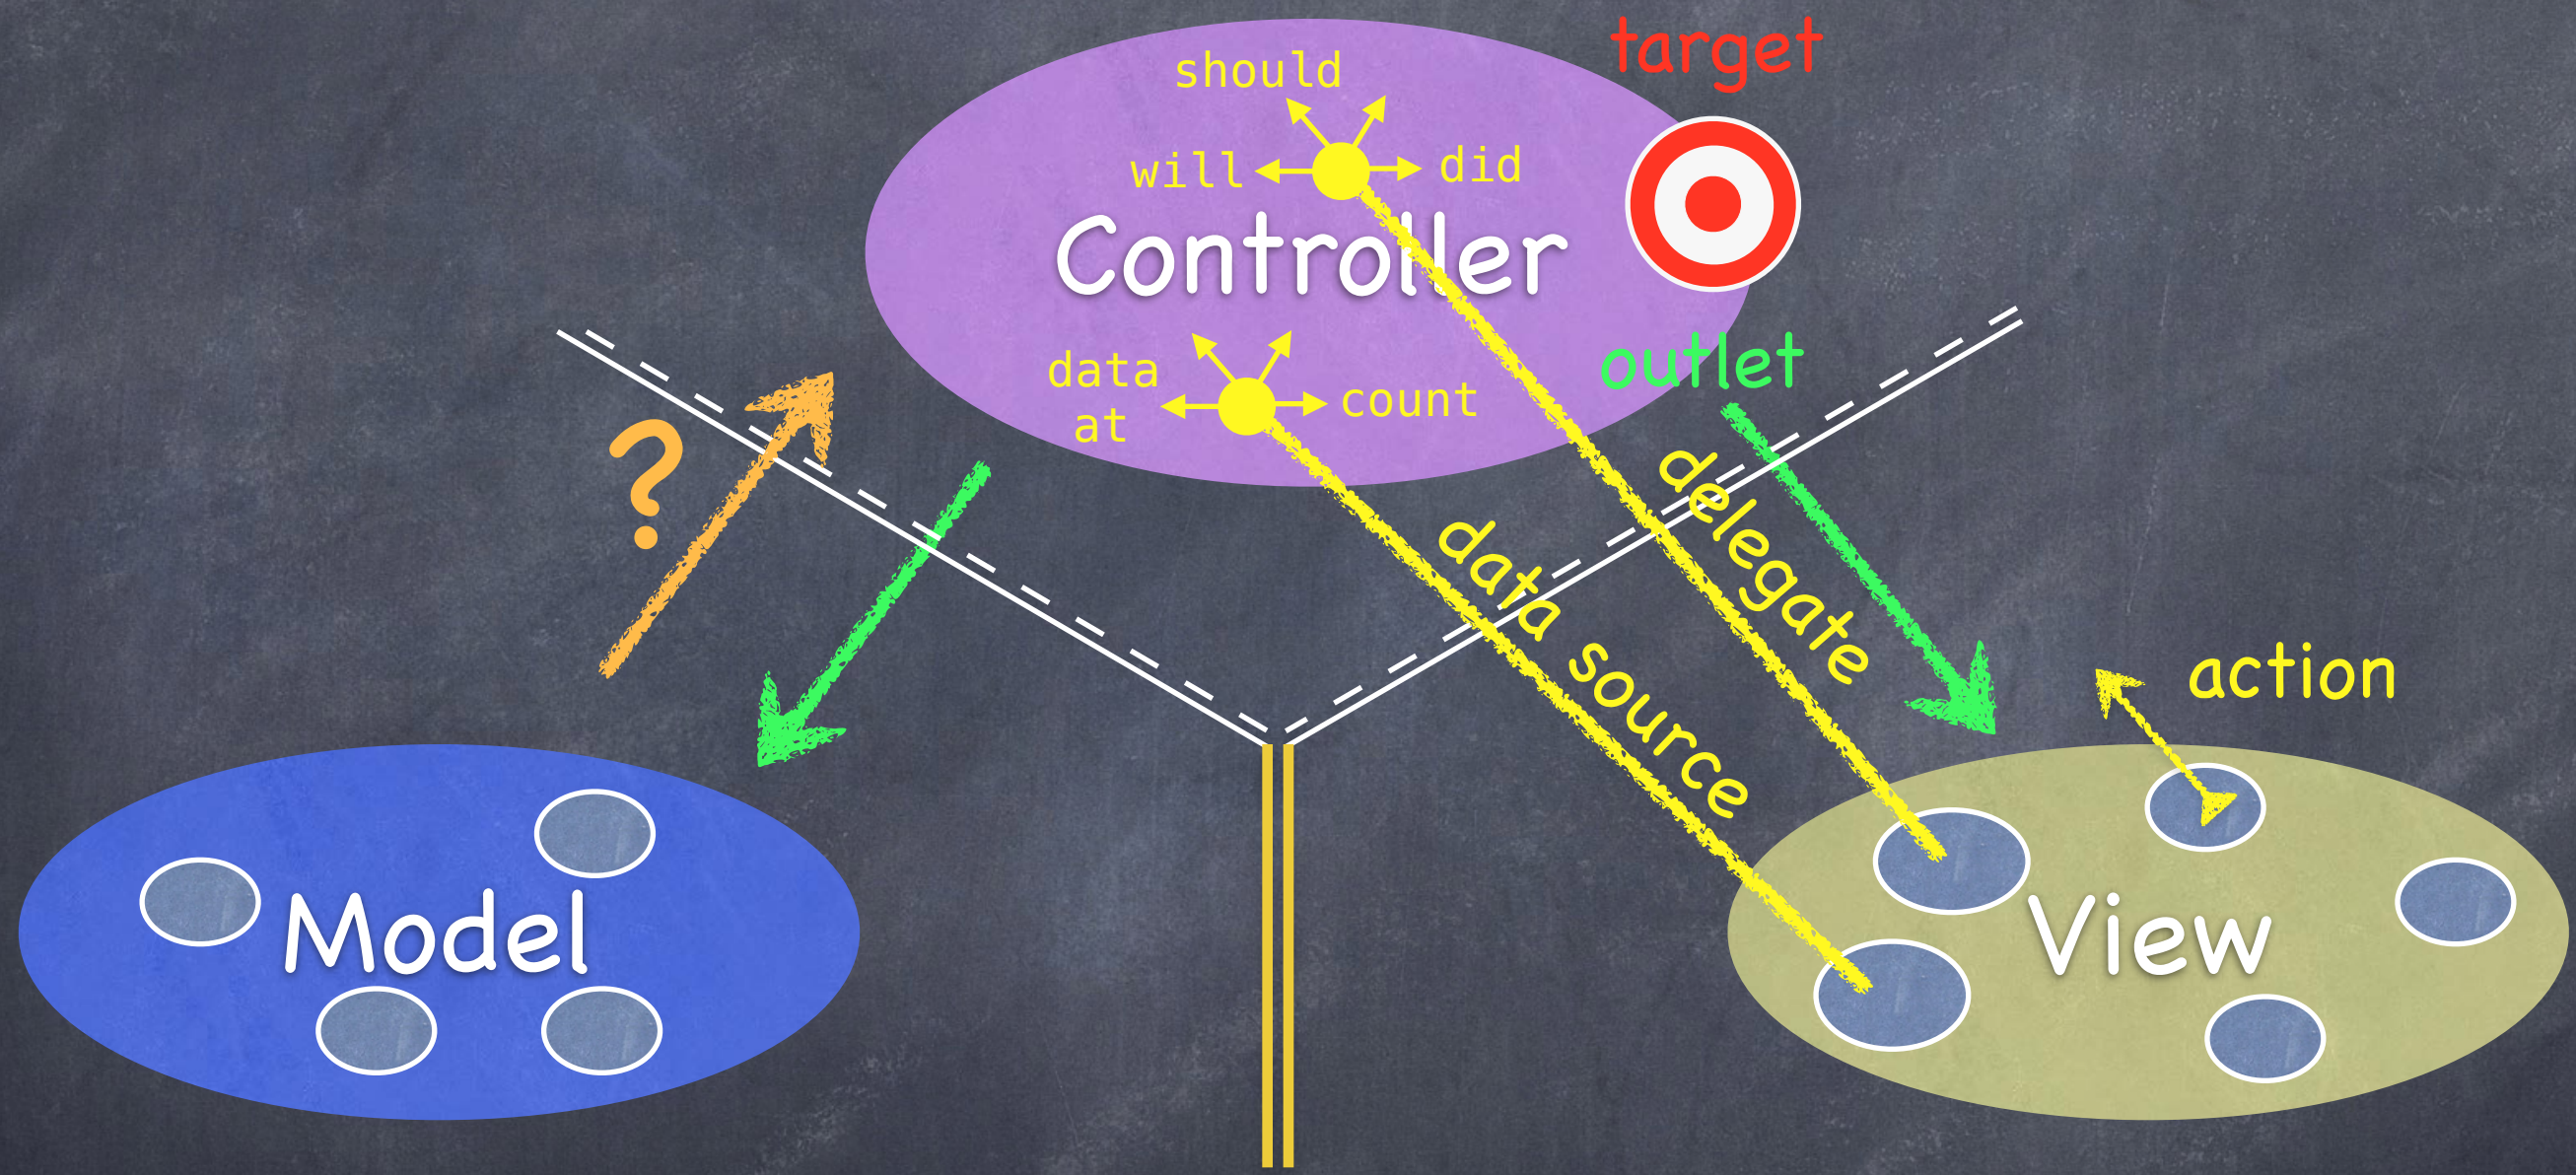 target
should
will
did
Controller
data
at
count
outlet
?
delegate
data source
action
Model
View